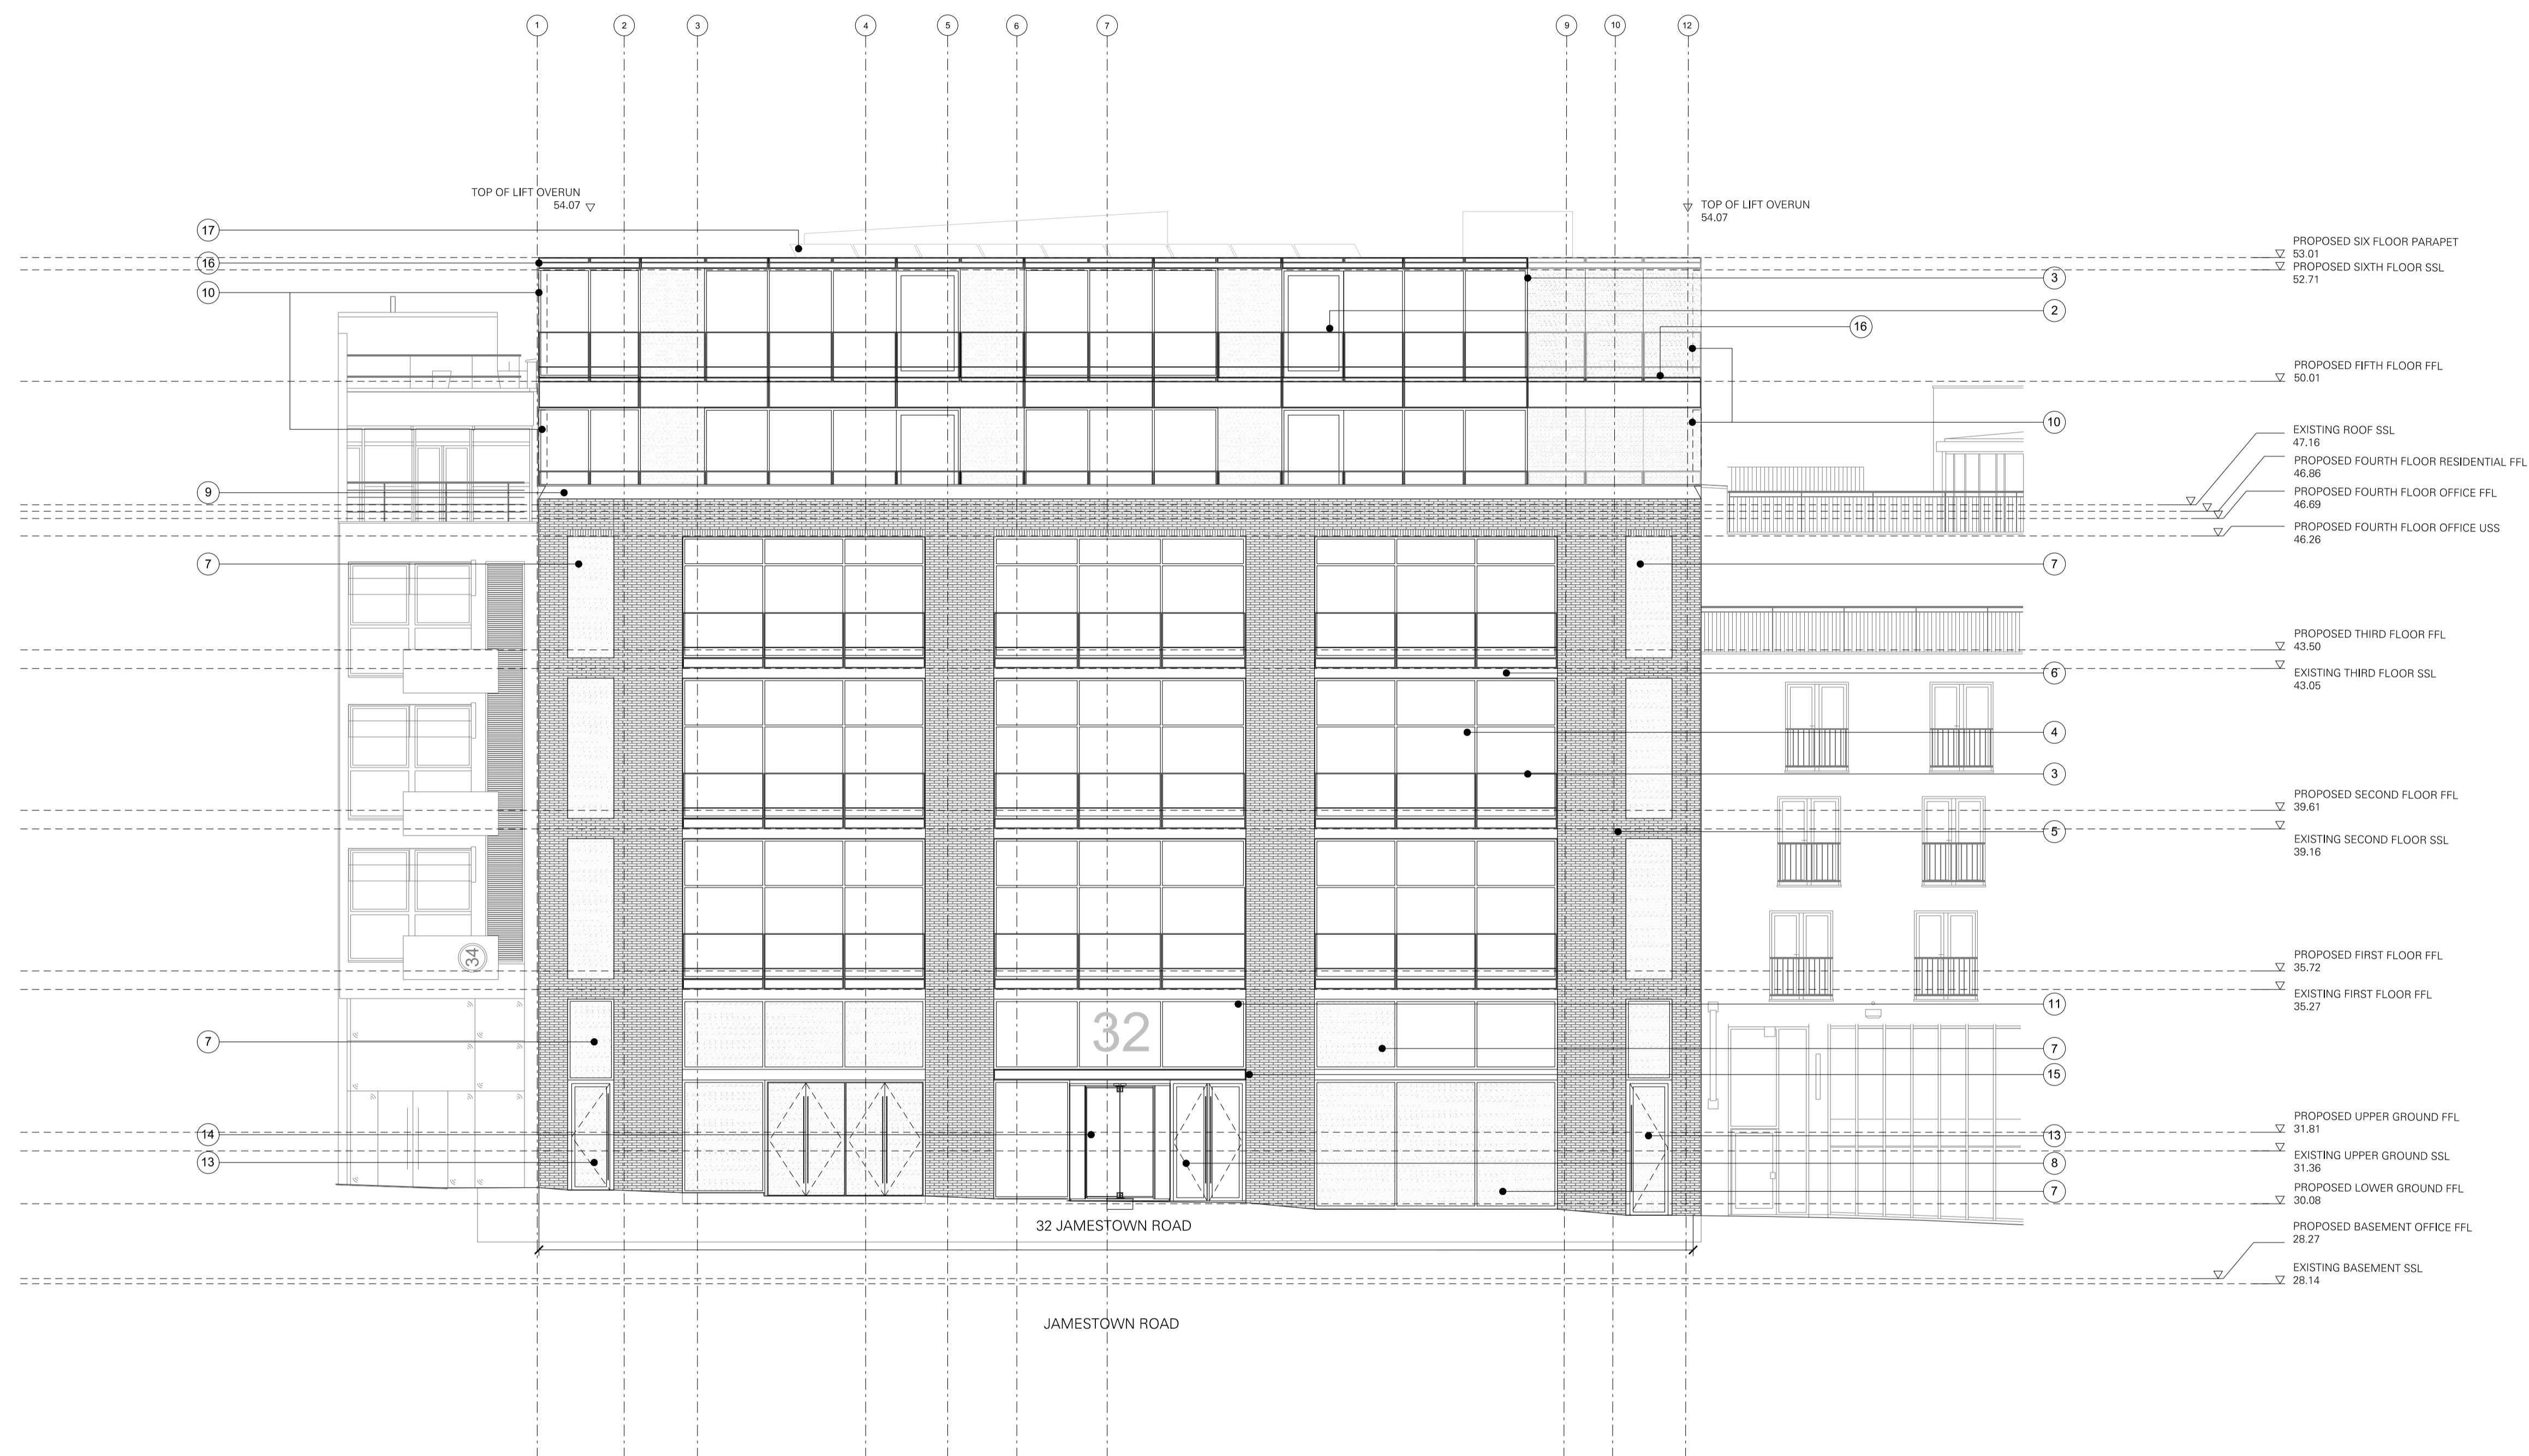 1 2 3 4 5 6 7 9 10 12
TOP OF LIFT OVERUN
54.07
TOP OF LIFT OVERUN
54.07
17
16
10
9
7
7
14
13
3
2
16
10
7
6
4
3
5
11
7
15
13
8
7
PROPOSED SIX FLOOR PARAPET
53.01
PROPOSED SIXTH FLOOR SSL
52.71
PROPOSED FIFTH FLOOR FFL
50.01
EXISTING ROOF SSL
47.16
PROPOSED FOURTH FLOOR RESIDENTIAL FFL
46.86
PROPOSED FOURTH FLOOR OFFICE FFL
46.69
PROPOSED FOURTH FLOOR OFFICE USS
46.26
PROPOSED THIRD FLOOR FFL
43.50
EXISTING THIRD FLOOR SSL
43.05
PROPOSED SECOND FLOOR FFL
39.61
EXISTING SECOND FLOOR SSL
39.16
PROPOSED FIRST FLOOR FFL
35.72
EXISTING FIRST FLOOR FFL
35.27
PROPOSED UPPER GROUND FFL
31.81
EXISTING UPPER GROUND SSL
31.36
PROPOSED LOWER GROUND FFL
30.08
PROPOSED BASEMENT OFFICE FFL
28.27
EXISTING BASEMENT SSL
28.14
34
32
32 JAMESTOWN ROAD
JAMESTOWN ROAD